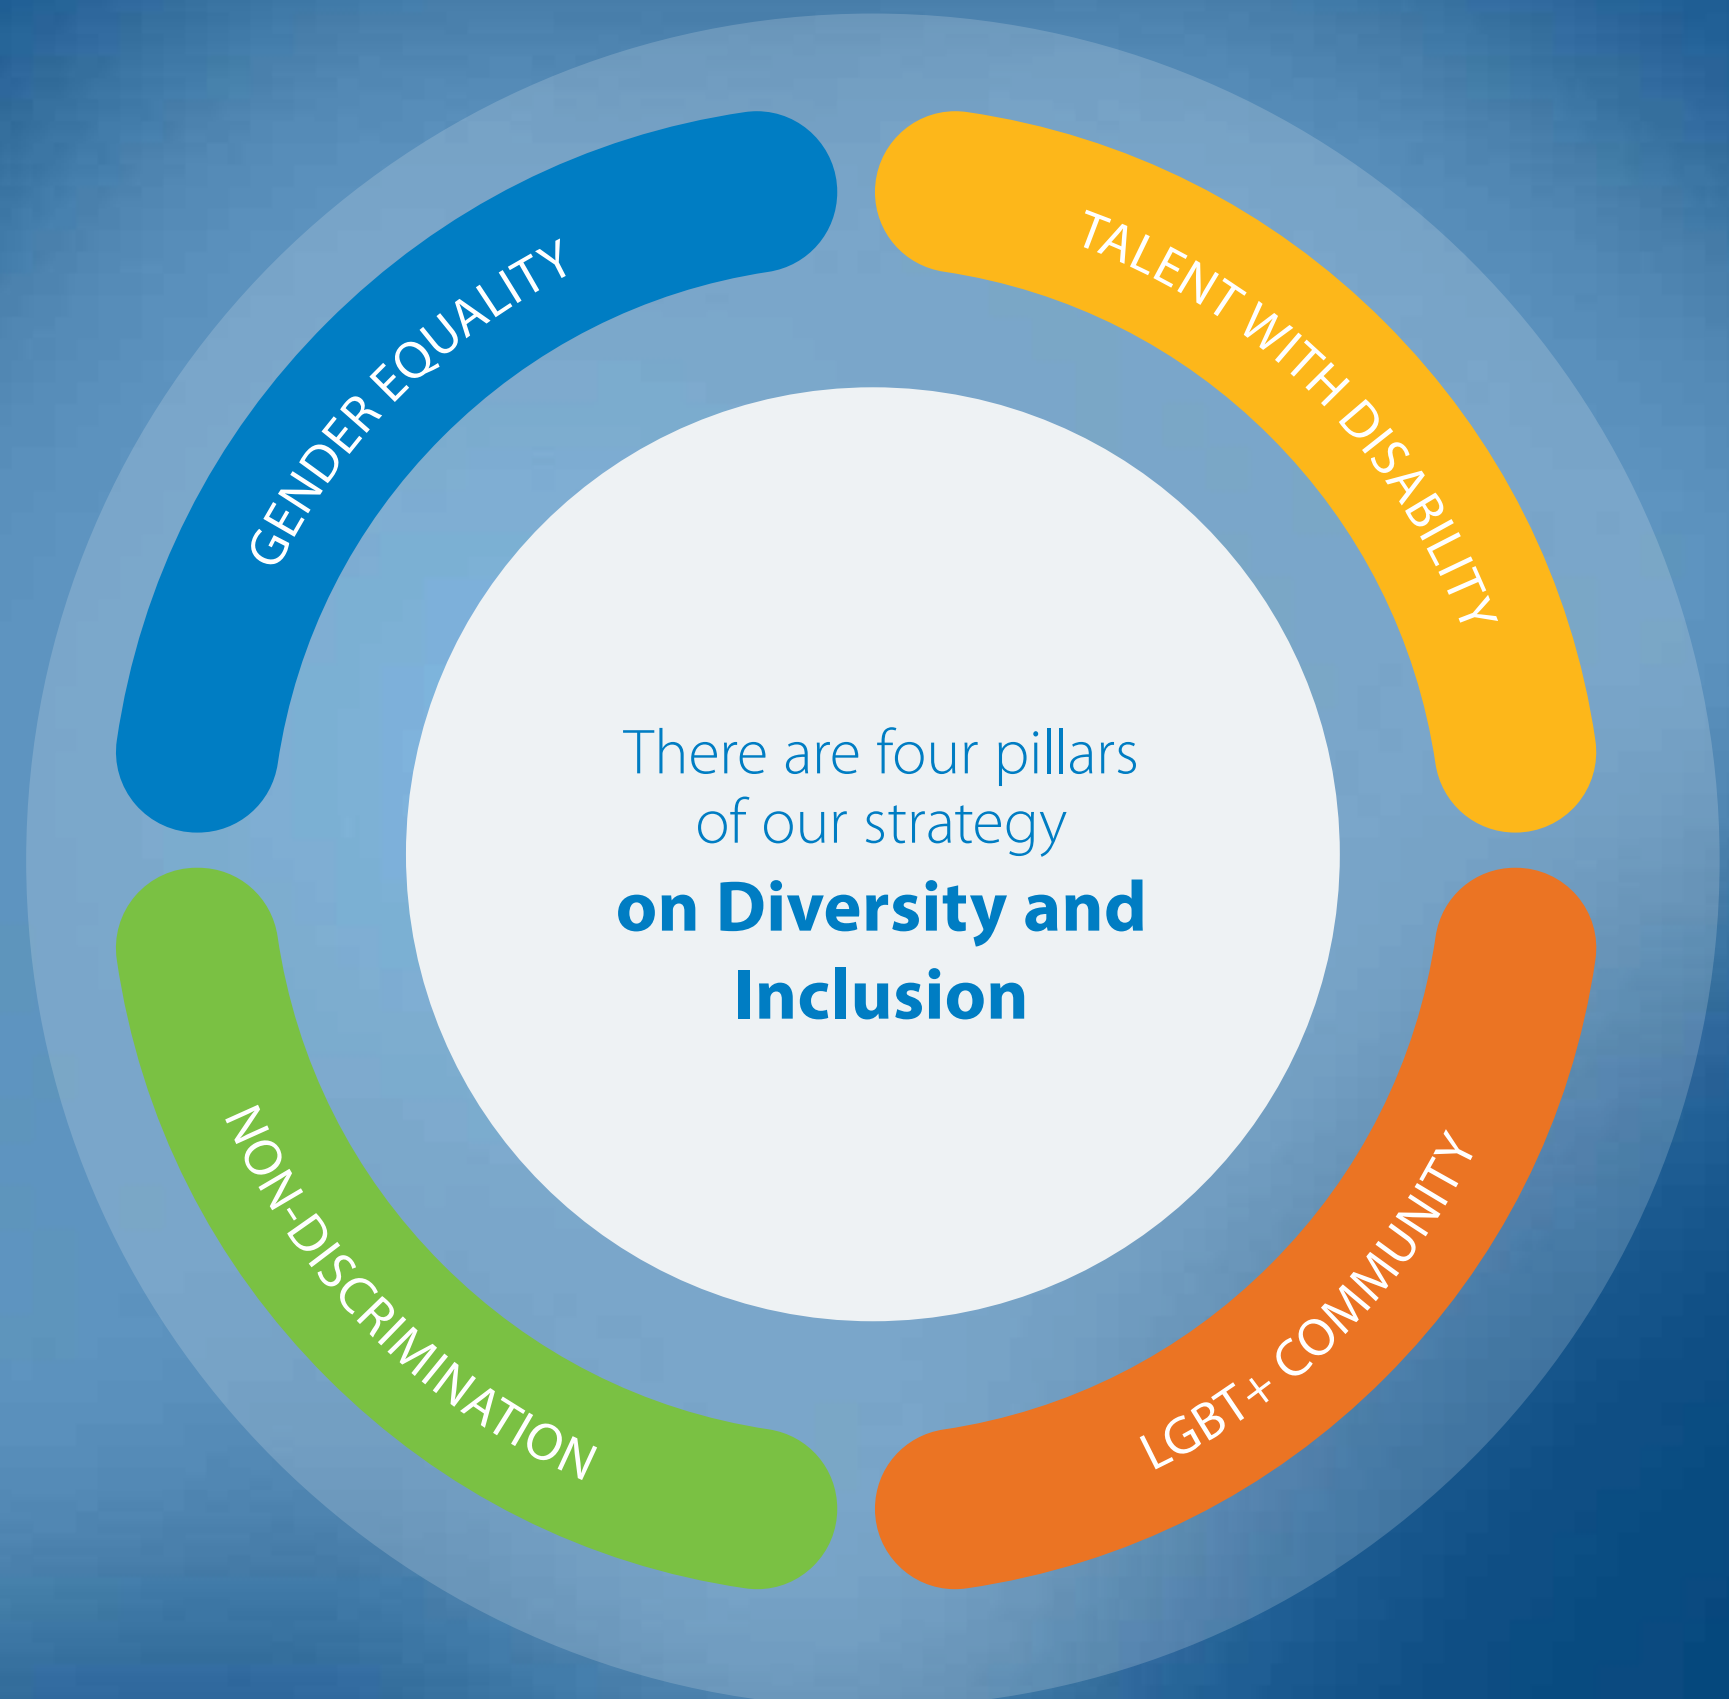 GENDER EQUALITY
TALENT WITH DISABILITY
There are four pillars
of our strategy
on Diversity and
Inclusion
NON-DISCRIMINATION
LGBT+ COMMUNITY